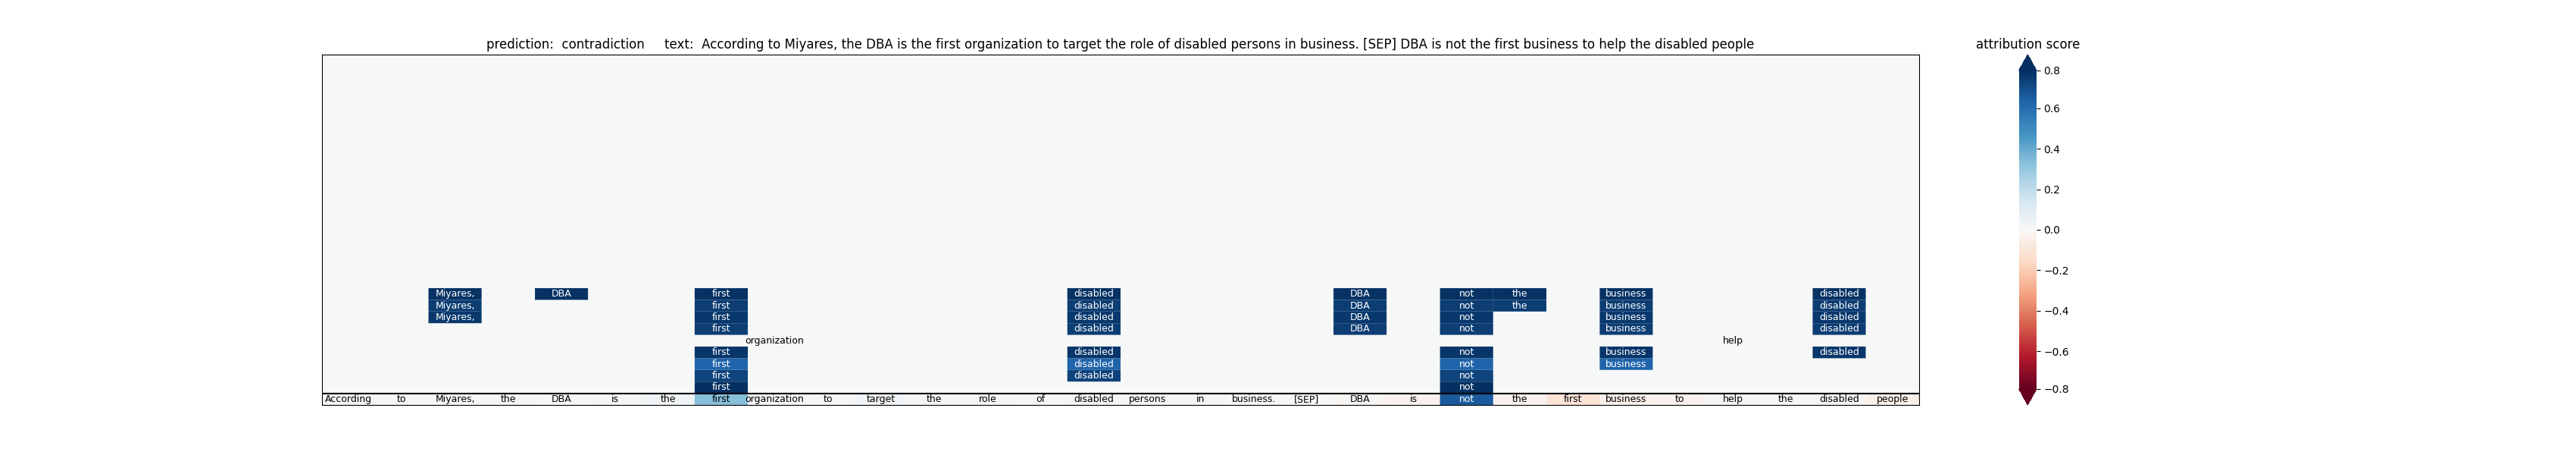 prediction: contradiction text: According to Miyares, the DBA is the first organization to target the role of disabled persons in business. [SEP] DBA is not the first business to help the disabled people
attribution score
0.8
0.6
0.4
0.2
0.0
−0.2
−0.4
−0.6
−0.8
Miyares, DBA first disabled DBA not the business disabled
Miyares, first disabled DBA not the business disabled
Miyares, first disabled DBA not business disabled
first disabled DBA not business disabled
organization help
first disabled not business disabled
first disabled not business
first disabled not
first not
According to Miyares, the DBA is the first organization to target the role of disabled persons in business. [SEP] DBA is not the first business to help the disabled people